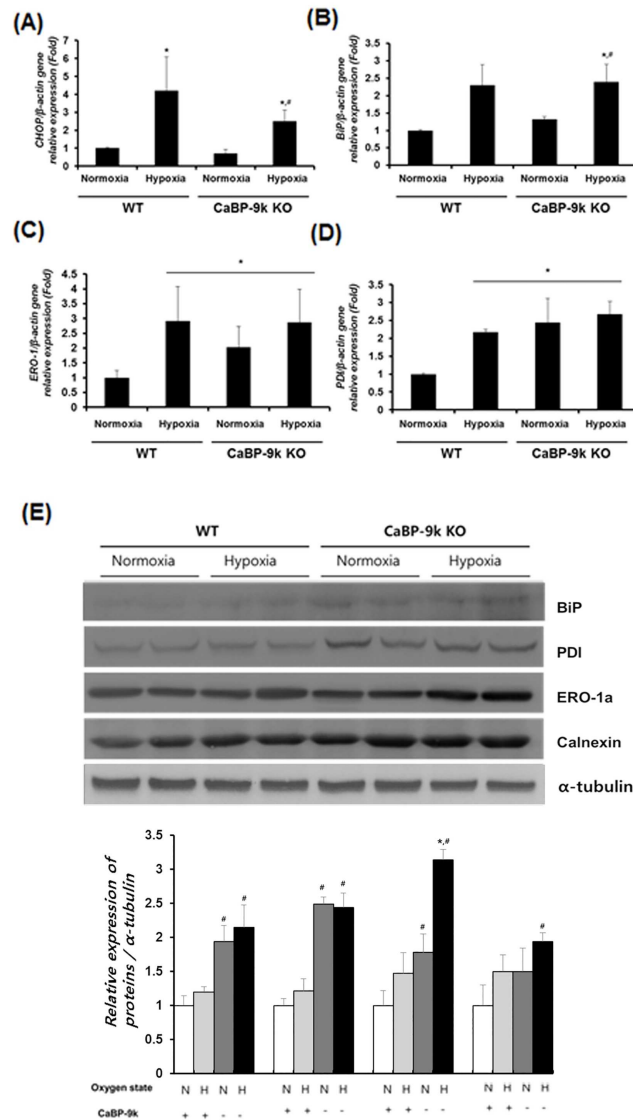 (A)
CHOP/β-actin gene
relative expression (Fold)
7
6
5
4
3
2
1
0
*
*,#
Normoxia Hypoxia Normoxia Hypoxia
WT CaBP-9k KO
(B)
BiP/β-actin gene
relative expression (Fold)
3.5
3
2.5
2
1.5
1
0.5
0
*,#
Normoxia Hypoxia Normoxia Hypoxia
WT CaBP-9k KO
(C)
ERO-1/β-actin gene
relative expression (Fold)
4.5
4
3.5
3
2.5
2
1.5
1
0.5
0
*
Normoxia Hypoxia Normoxia Hypoxia
WT CaBP-9k KO
(D)
PDI/β-actin gene
relative expression (Fold)
3.5
3
2.5
2
1.5
1
0.5
0
*
Normoxia Hypoxia Normoxia Hypoxia
WT CaBP-9k KO
(E)
WT CaBP-9k KO
Normoxia Hypoxia Normoxia Hypoxia
BiP
PDI
ERO-1a
Calnexin
α-tubulin
Relative expression of
proteins / α-tubulin
3.5
3
2.5
2
1.5
1
0.5
0
# # # # # *,# #
Oxygen state N H N H N H N H N H N H N H N H
CaBP-9k + + - - + + - - + + - - + + - -